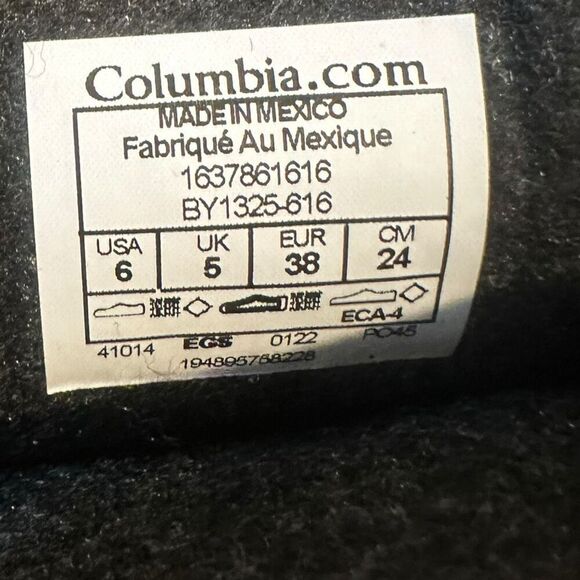 Columbia.com
MADE IN MEXICO
Fabriqué Au Mexique
1637861616
BY1325-616
USA UK EUR CM
6 5 38 24
ECA-4
41014 EGS 0122 PO45
194895768228